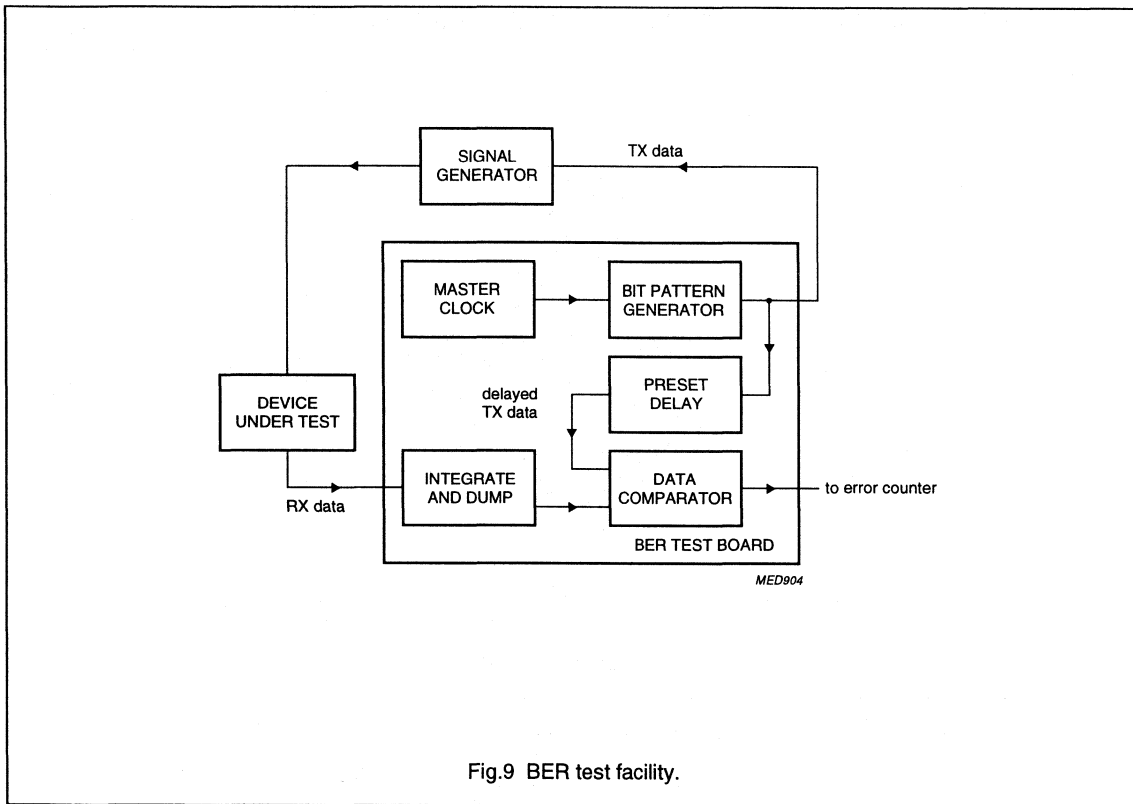 SIGNAL
GENERATOR
TX data
MASTER
CLOCK
BIT PATTERN
GENERATOR
DEVICE
UNDER TEST
delayed
TX data
PRESET
DELAY
RX data
INTEGRATE
AND DUMP
DATA
COMPARATOR
to error counter
BER TEST BOARD
MED904
Fig.9 BER test facility.